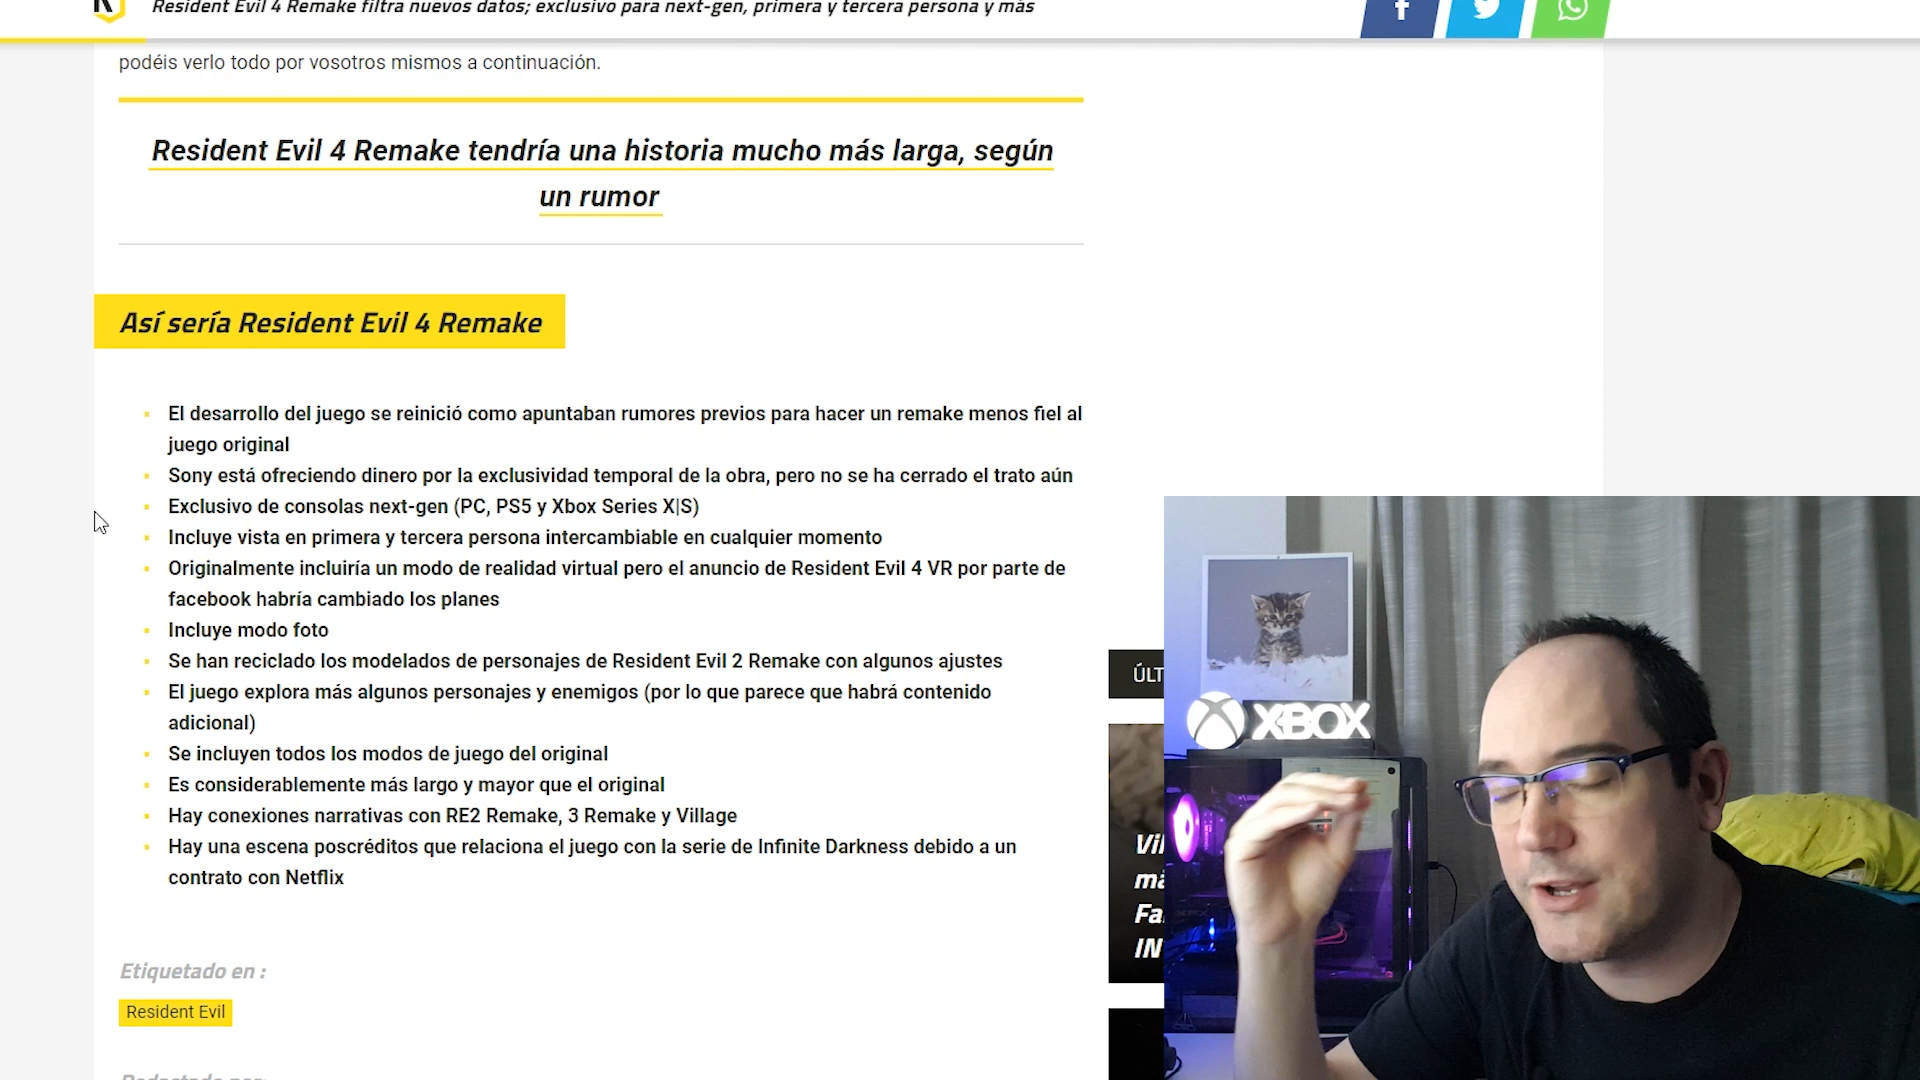 Resident Evil 4 Remake filtra nuevos datos; exclusivo para next-gen, primera y tercera persona y más
podéis verlo todo por vosotros mismos a continuación.
Resident Evil 4 Remake tendría una historia mucho más larga, según
un rumor
Así sería Resident Evil 4 Remake
El desarrollo del juego se reinició como apuntaban rumores previos para hacer un remake menos fiel al
juego original
Sony está ofreciendo dinero por la exclusividad temporal de la obra, pero no se ha cerrado el trato aún
Exclusivo de consolas next-gen (PC, PS5 y Xbox Series X|S)
Incluye vista en primera y tercera persona intercambiable en cualquier momento
Originalmente incluiría un modo de realidad virtual pero el anuncio de Resident Evil 4 VR por parte de
facebook habría cambiado los planes
Incluye modo foto
Se han reciclado los modelados de personajes de Resident Evil 2 Remake con algunos ajustes
El juego explora más algunos personajes y enemigos (por lo que parece que habrá contenido
adicional)
Se incluyen todos los modos de juego del original
Es considerablemente más largo y mayor que el original
Hay conexiones narrativas con RE2 Remake, 3 Remake y Village
Hay una escena poscréditos que relaciona el juego con la serie de Infinite Darkness debido a un
contrato con Netflix
Etiquetado en :
Resident Evil
Redactado por:
ÚLT
XBOX